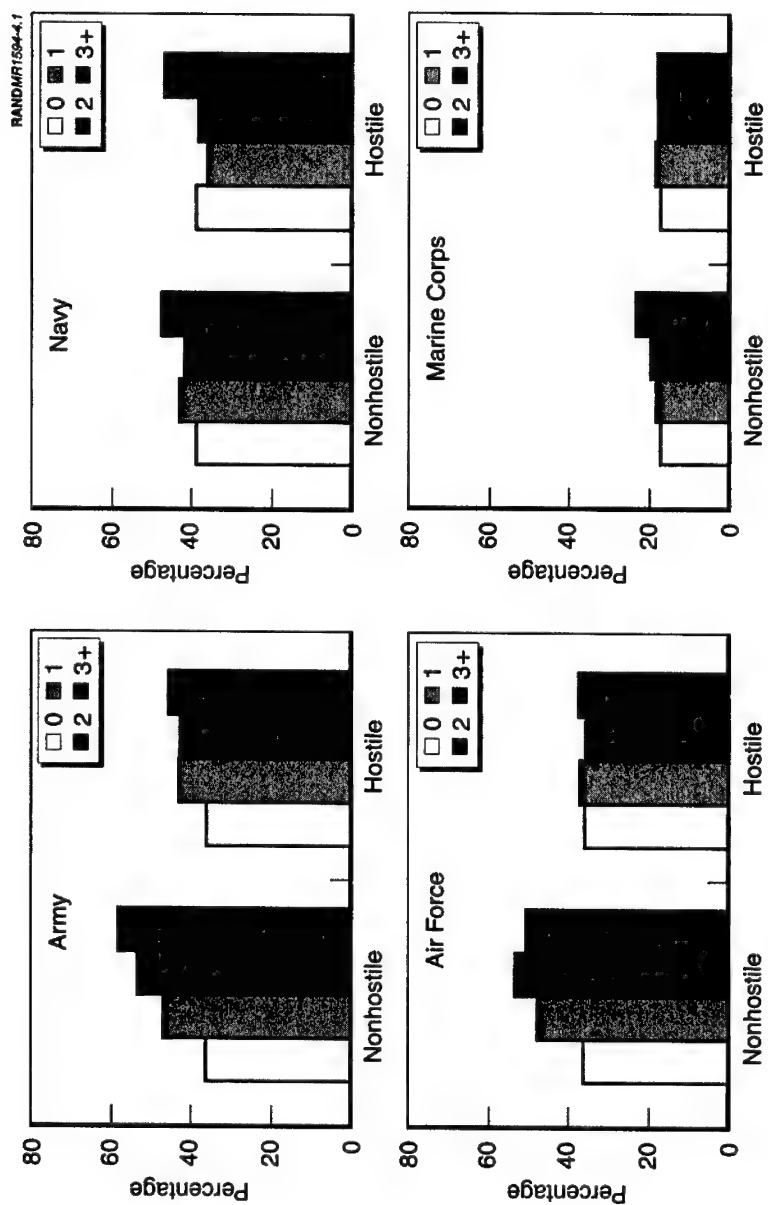 RANDMR1594-4.1
Army
80
60
40
20
0
Percentage
Nonhostile
Hostile
0 1
2 3+
Navy
80
60
40
20
0
Percentage
Nonhostile
Hostile
0 1
2 3+
Air Force
80
60
40
20
0
Percentage
Nonhostile
Hostile
0 1
2 3+
Marine Corps
80
60
40
20
0
Percentage
Nonhostile
Hostile
0 1
2 3+